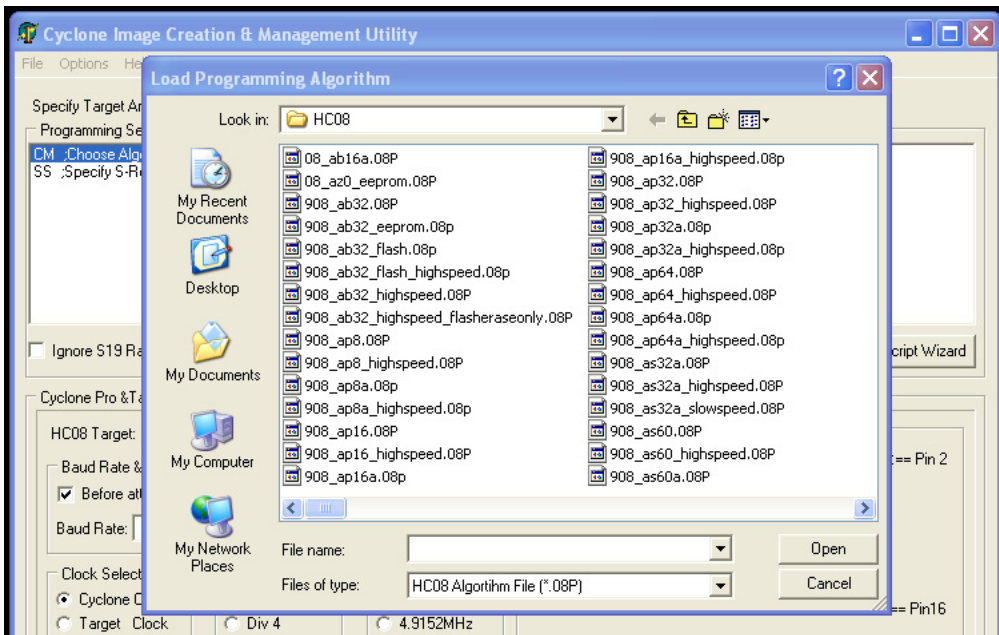 Cyclone Image Creation & Management Utility
File Options He
Load Programming Algorithm
Specify Target Ar
Look in: HC08
Programming Se
CM ;Choose Algo
SS ;Specify S-Re
My Recent Documents
Desktop
My Documents
My Computer
My Network Places
08_ab16a.08P
08_az0_eeprom.08P
908_ab32.08P
908_ab32_eeprom.08p
908_ab32_flash.08p
908_ab32_flash_highspeed.08p
908_ab32_highspeed.08P
908_ab32_highspeed_flasheraseonly.08P
908_ap8.08P
908_ap8_highspeed.08P
908_ap8a.08p
908_ap8a_highspeed.08p
908_ap16.08P
908_ap16_highspeed.08P
908_ap16a.08p
908_ap16a_highspeed.08p
908_ap32.08P
908_ap32_highspeed.08P
908_ap32a.08p
908_ap32a_highspeed.08p
908_ap64.08P
908_ap64_highspeed.08P
908_ap64a.08p
908_ap64a_highspeed.08p
908_as32a.08P
908_as32a_highspeed.08P
908_as32a_slowspeed.08P
908_as60.08P
908_as60_highspeed.08P
908_as60a.08P
File name:
Open
Files of type: HC08 Algortihm File (*.08P)
Cancel
Ignore S19 Ra
cript Wizard
Cyclone Pro &Ta
HC08 Target:
== Pin 2
Baud Rate &
Before att
Baud Rate:
Clock Select
Cyclone C
== Pin16
Target Clock
Div 4
4.9152MHz